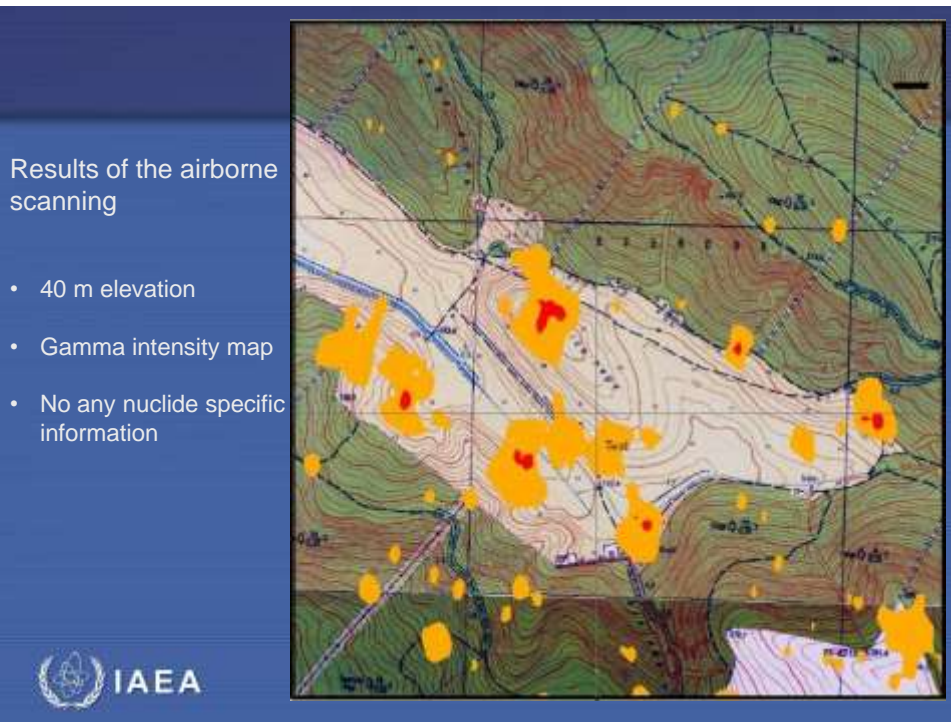 Results of the airborne
scanning
• 40 m elevation
• Gamma intensity map
• No any nuclide specific
information
IAEA